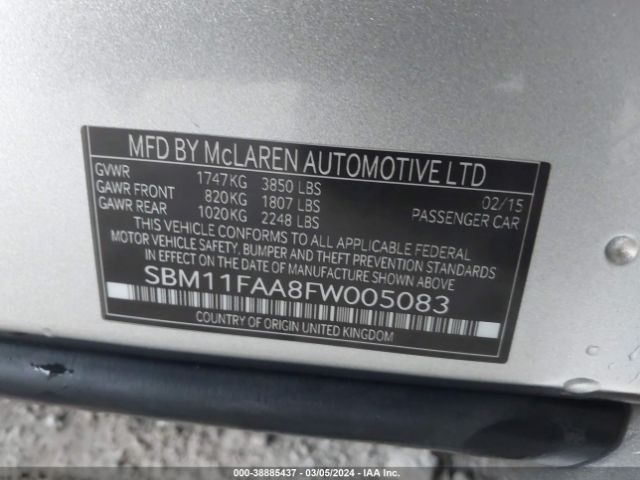 MFD BY McLAREN AUTOMOTIVE LTD
GVWR 1747KG 3850 LBS 02/15
GAWR FRONT 820KG 1807 LBS PASSENGER CAR
GAWR REAR 1020KG 2248 LBS
THIS VEHICLE CONFORMS TO ALL APPLICABLE FEDERAL
MOTOR VEHICLE SAFETY, BUMPER AND THEFT PREVENTION STANDARDS
IN EFFECT ON THE DATE OF MANUFACTURE SHOWN ABOVE
SBM11FAA8FW005083
COUNTRY OF ORIGIN UNITED KINGDOM
000-38885437 - 03/05/2024 - IAA Inc.